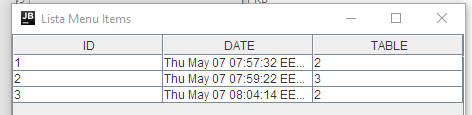 JB Lista Menu Items
ID DATE TABLE
1 Thu May 07 07:57:32 EE... 2
2 Thu May 07 07:59:22 EE... 3
3 Thu May 07 08:04:14 EE... 2